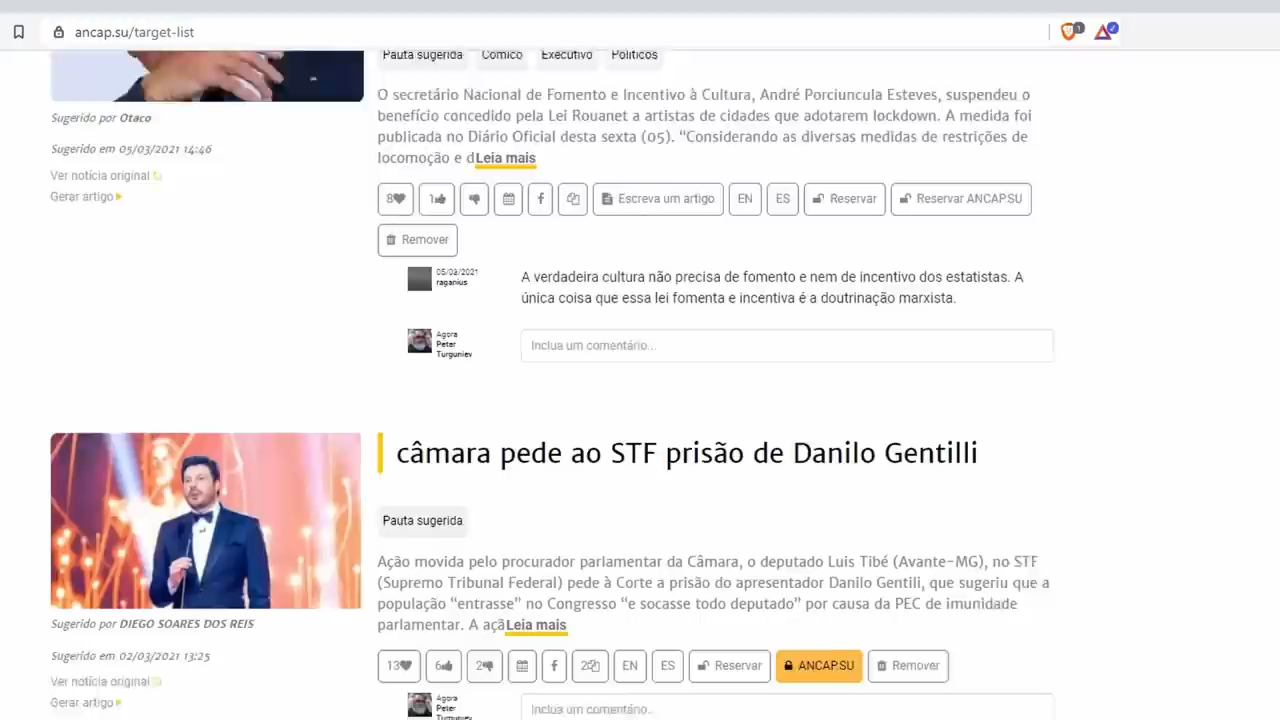 ancap.su/target-list
1
Pauta sugerida Cômico Executivo Políticos
O secretário Nacional de Fomento e Incentivo à Cultura, André Porciuncula Esteves, suspendeu o
benefício concedido pela Lei Rouanet a artistas de cidades que adotarem lockdown. A medida foi
publicada no Diário Oficial desta sexta (05). “Considerando as diversas medidas de restrições de
locomoção e dLeia mais
Sugerido por Otaco
Sugerido em 05/03/2021 14:46
Ver notícia original
Gerar artigo
8 1 Escreva um artigo EN ES Reservar Reservar ANCAP.SU
Remover
05/03/2021
raganius
A verdadeira cultura não precisa de fomento e nem de incentivo dos estatistas. A
única coisa que essa lei fomenta e incentiva é a doutrinação marxista.
Agora
Peter
Turguniev
Inclua um comentário...
câmara pede ao STF prisão de Danilo Gentilli
Pauta sugerida
Ação movida pelo procurador parlamentar da Câmara, o deputado Luis Tibé (Avante-MG), no STF
(Supremo Tribunal Federal) pede à Corte a prisão do apresentador Danilo Gentili, que sugeriu que a
população “entrasse” no Congresso “e socasse todo deputado” por causa da PEC de imunidade
parlamentar. A açãLeia mais
Sugerido por DIEGO SOARES DOS REIS
Sugerido em 02/03/2021 13:25
Ver notícia original
Gerar artigo
13 6 2 2 EN ES Reservar ANCAP.SU Remover
Agora
Peter
Turguniev
Inclua um comentário...